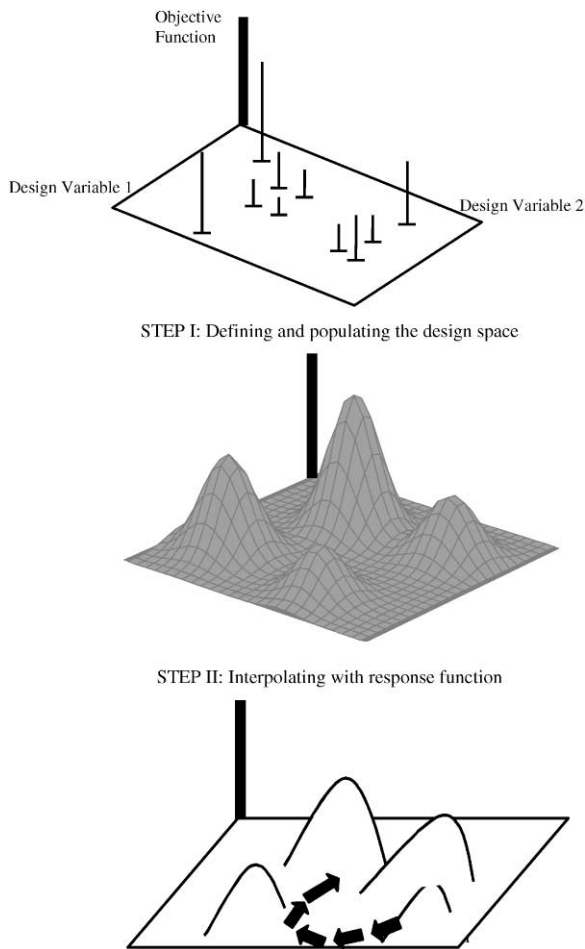 Objective
Function
Design Variable 1
Design Variable 2
STEP I: Defining and populating the design space
STEP II: Interpolating with response function